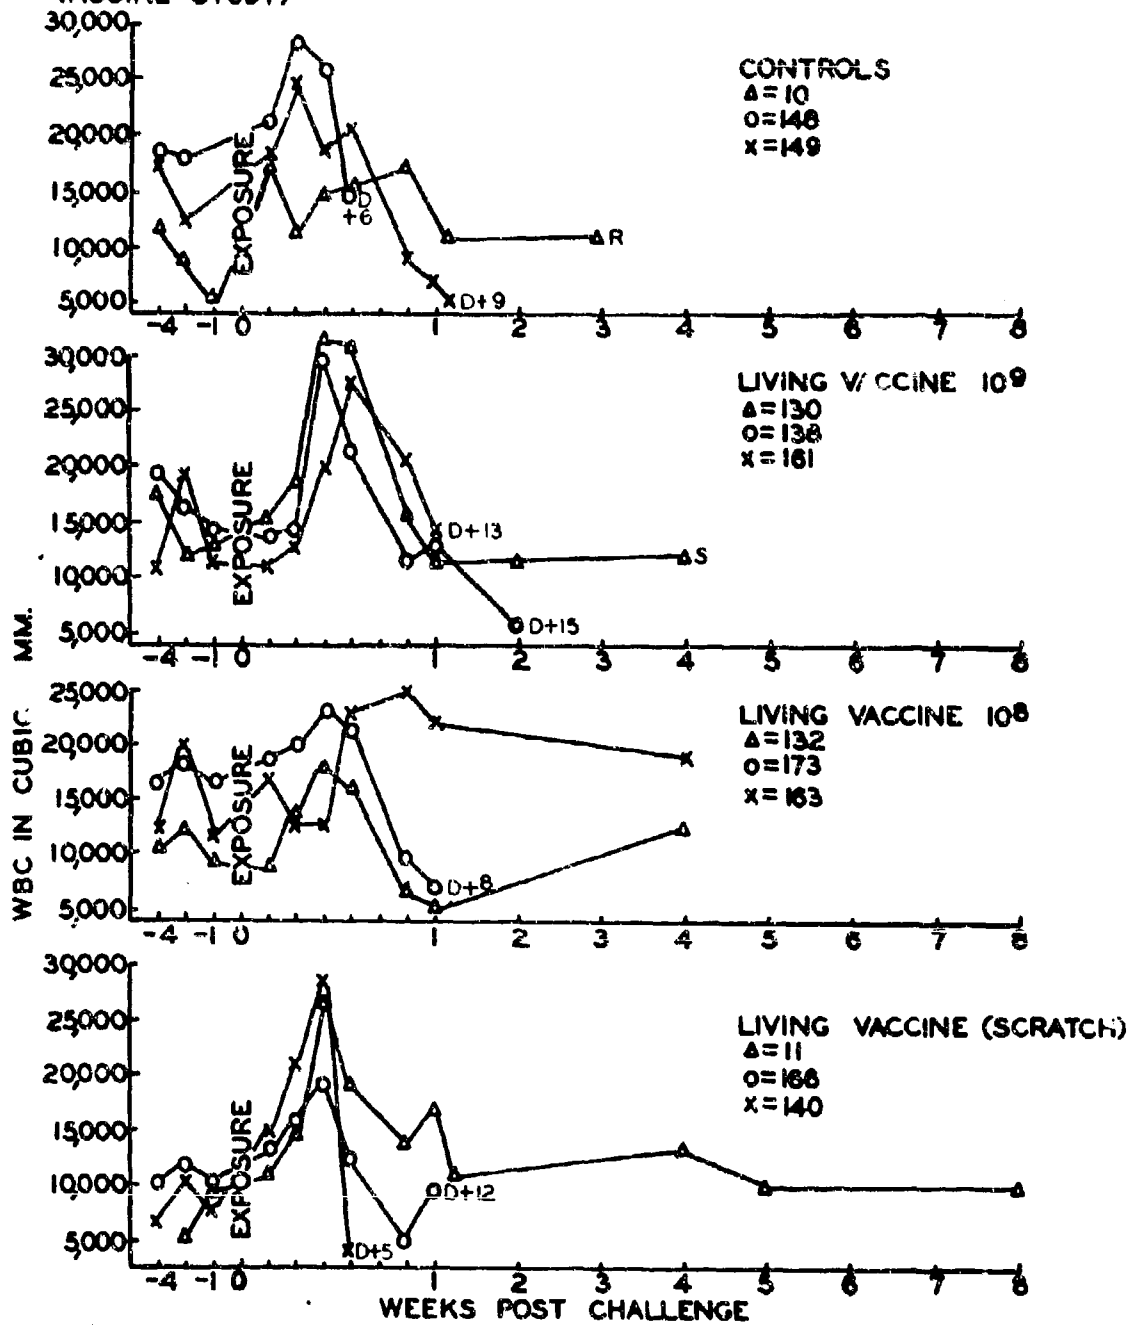 30,000
25,000
20,000
15,000
10,000
5,000
EXPOSURE
D
+6
D+9
R
CONTROLS
Δ=10
O=148
X=149
-4 -1 0 1 2 3 4 5 6 7 8
30,000
25,000
20,000
15,000
10,000
5,000
EXPOSURE
D+13
S
D+15
LIVING VACCINE 10⁹
Δ=130
O=138
X=161
-4 -1 0 1 2 3 4 5 6 7 8
25,000
20,000
15,000
10,000
5,000
EXPOSURE
D+8
LIVING VACCINE 10⁸
Δ=132
O=173
X=163
-4 -1 0 1 2 3 4 5 6 7 8
30,000
25,000
20,000
15,000
10,000
5,000
EXPOSURE
D+12
D+5
LIVING VACCINE (SCRATCH)
Δ=11
O=168
X=140
-4 -1 0 1 2 3 4 5 6 7 8
WEEKS POST CHALLENGE
WBC IN CUBIC MM.